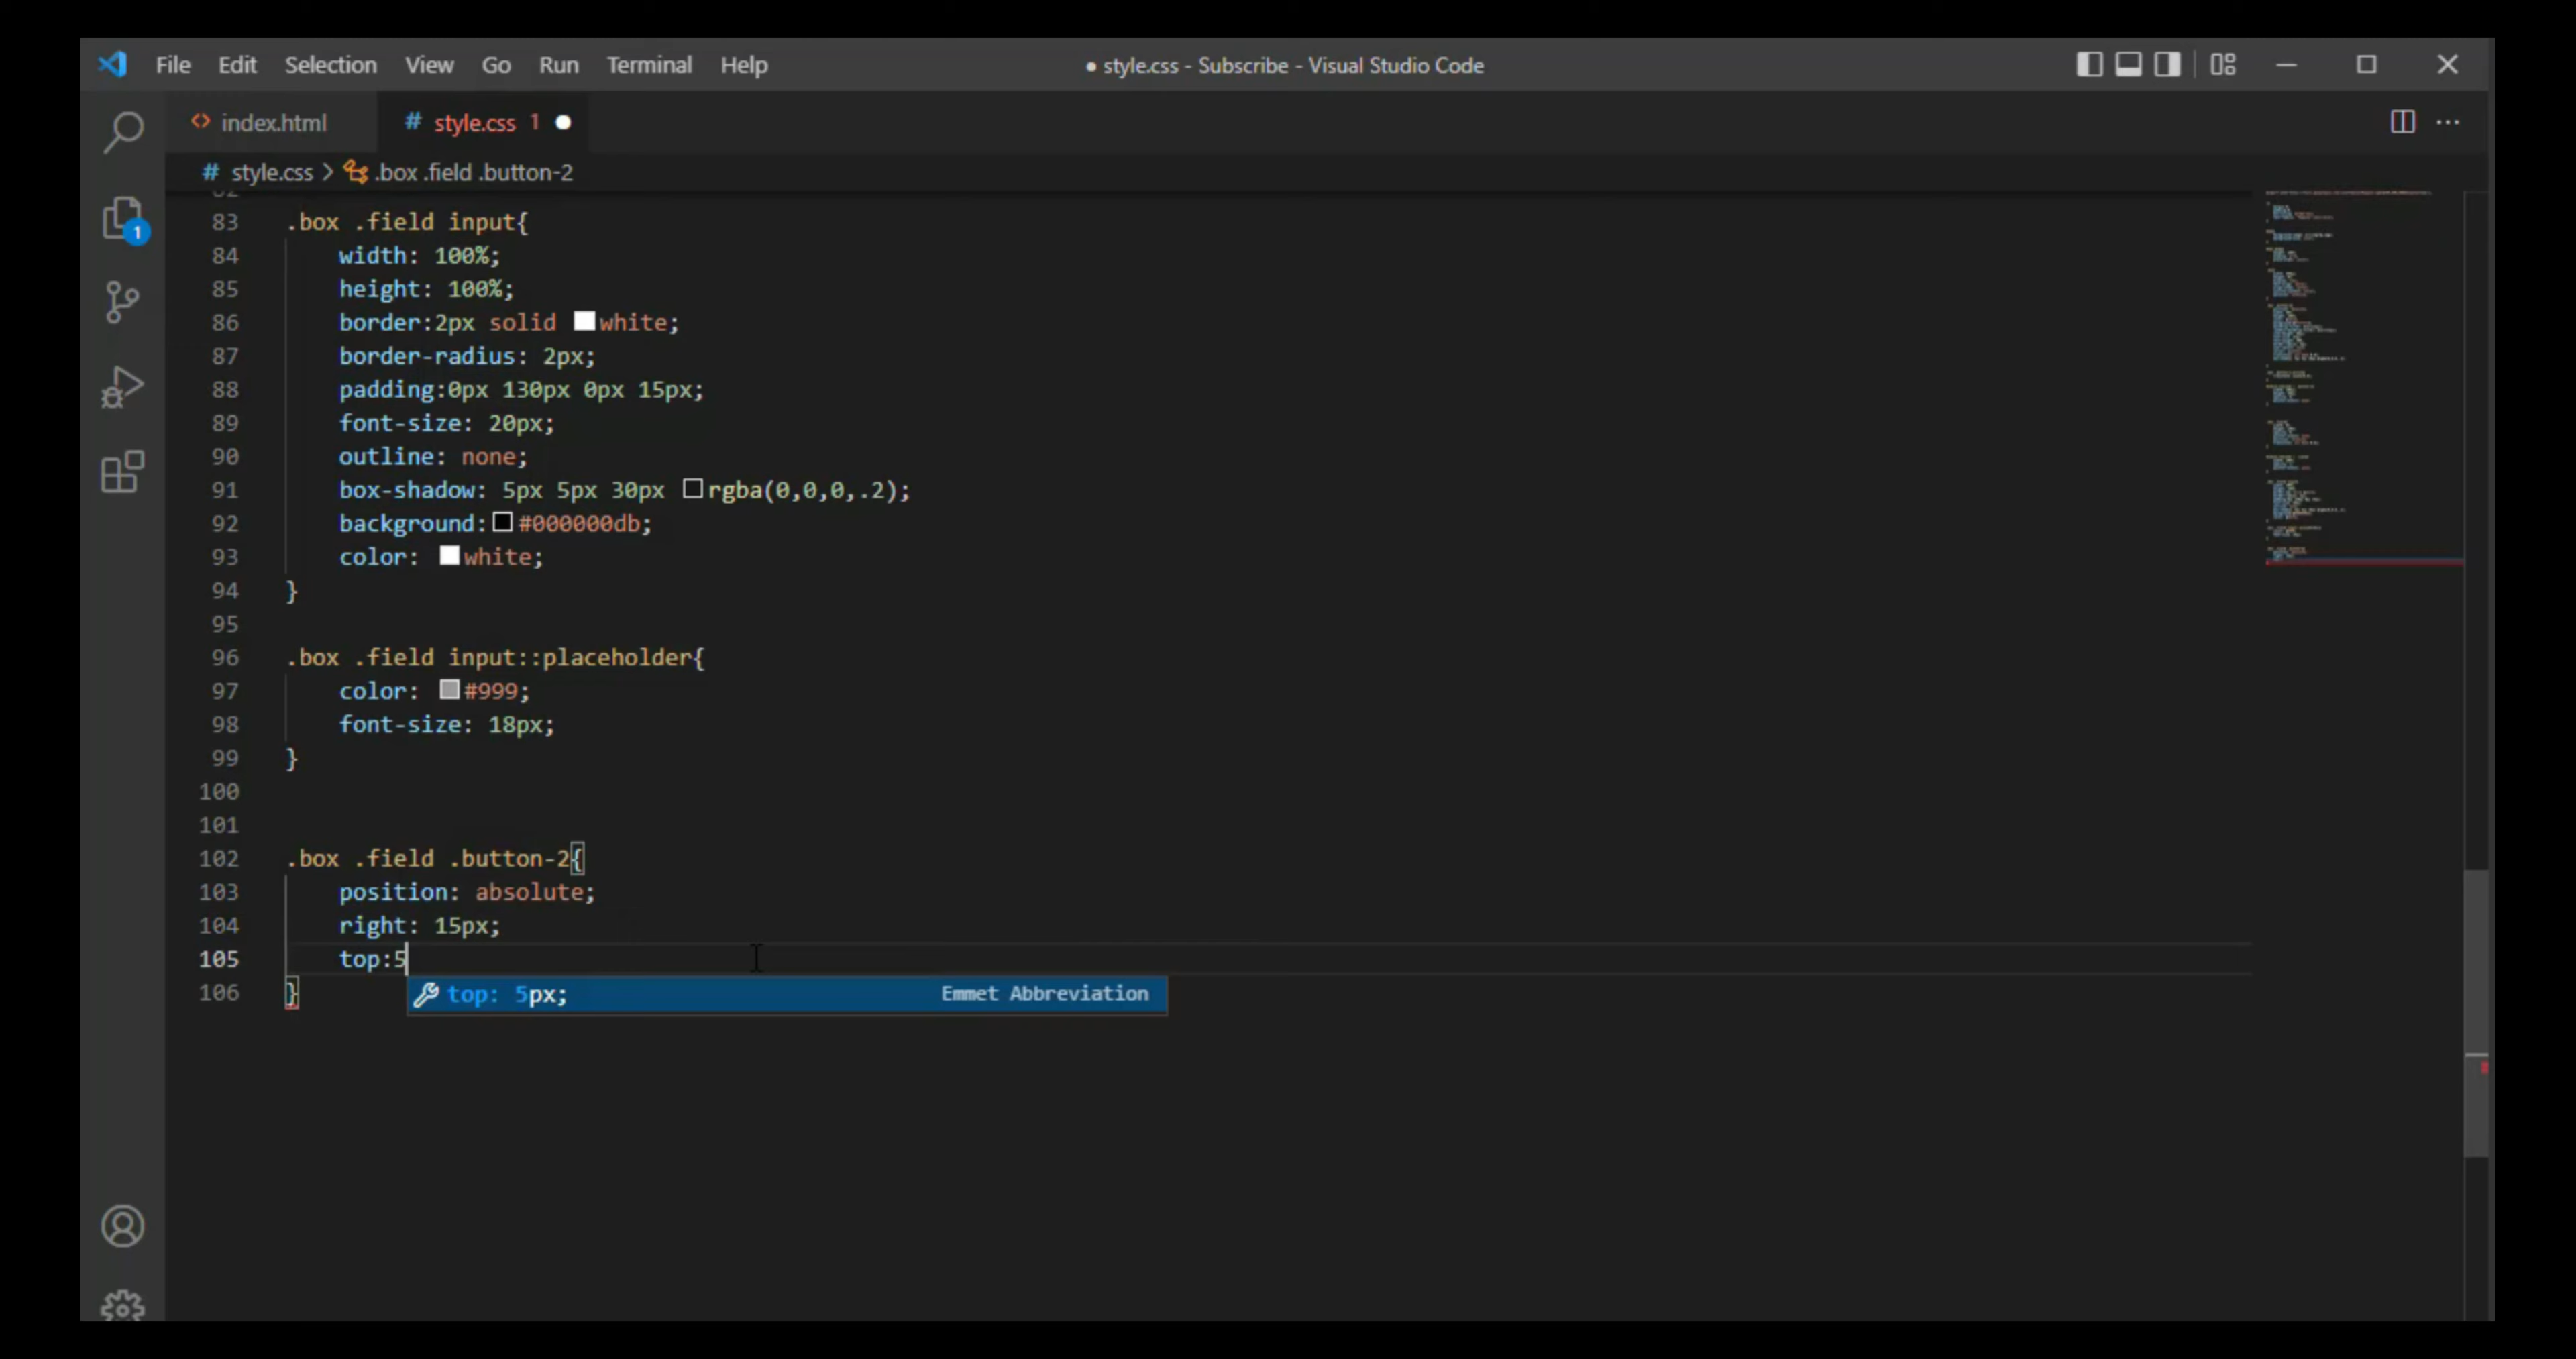 File Edit Selection View Go Run Terminal Help ● style.css - Subscribe - Visual Studio Code
<> index.html # style.css 1 ●
# style.css > .box .field .button-2
83 .box .field input{
84 width: 100%;
85 height: 100%;
86 border:2px solid white;
87 border-radius: 2px;
88 padding:0px 130px 0px 15px;
89 font-size: 20px;
90 outline: none;
91 box-shadow: 5px 5px 30px rgba(0,0,0,.2);
92 background: #000000db;
93 color: white;
94 }
95
96 .box .field input::placeholder{
97 color: #999;
98 font-size: 18px;
99 }
100
101
102 .box .field .button-2{
103 position: absolute;
104 right: 15px;
105 top:5
106 }
top: 5px; Emmet Abbreviation
1